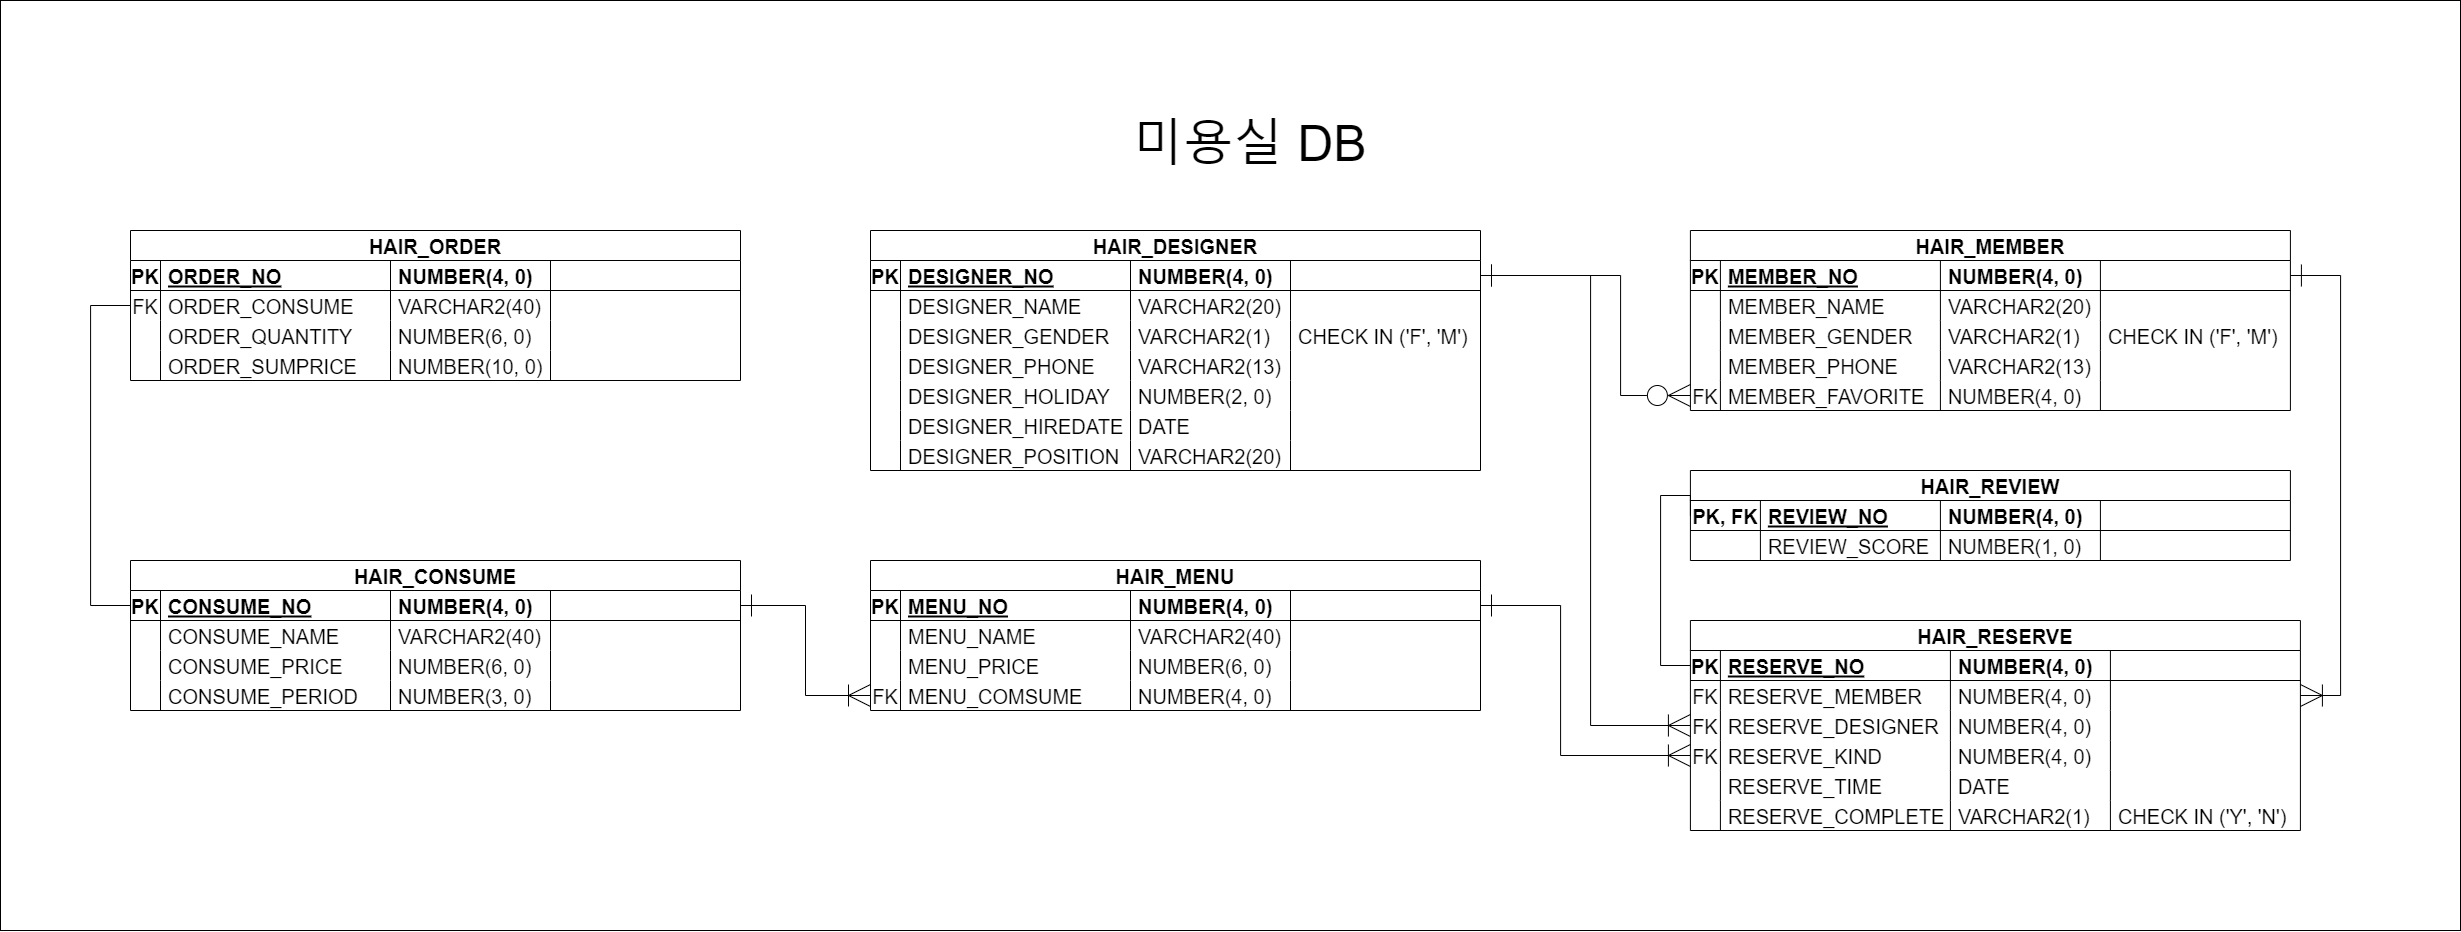 미용실 DB
HAIR_ORDER
PK ORDER_NO NUMBER(4, 0)
FK ORDER_CONSUME VARCHAR2(40)
ORDER_QUANTITY NUMBER(6, 0)
ORDER_SUMPRICE NUMBER(10, 0)
HAIR_DESIGNER
PK DESIGNER_NO NUMBER(4, 0)
DESIGNER_NAME VARCHAR2(20)
DESIGNER_GENDER VARCHAR2(1) CHECK IN ('F', 'M')
DESIGNER_PHONE VARCHAR2(13)
DESIGNER_HOLIDAY NUMBER(2, 0)
DESIGNER_HIREDATE DATE
DESIGNER_POSITION VARCHAR2(20)
HAIR_MEMBER
PK MEMBER_NO NUMBER(4, 0)
MEMBER_NAME VARCHAR2(20)
MEMBER_GENDER VARCHAR2(1) CHECK IN ('F', 'M')
MEMBER_PHONE VARCHAR2(13)
FK MEMBER_FAVORITE NUMBER(4, 0)
HAIR_REVIEW
PK, FK REVIEW_NO NUMBER(4, 0)
REVIEW_SCORE NUMBER(1, 0)
HAIR_CONSUME
PK CONSUME_NO NUMBER(4, 0)
CONSUME_NAME VARCHAR2(40)
CONSUME_PRICE NUMBER(6, 0)
CONSUME_PERIOD NUMBER(3, 0)
HAIR_MENU
PK MENU_NO NUMBER(4, 0)
MENU_NAME VARCHAR2(40)
MENU_PRICE NUMBER(6, 0)
FK MENU_COMSUME NUMBER(4, 0)
HAIR_RESERVE
PK RESERVE_NO NUMBER(4, 0)
FK RESERVE_MEMBER NUMBER(4, 0)
FK RESERVE_DESIGNER NUMBER(4, 0)
FK RESERVE_KIND NUMBER(4, 0)
RESERVE_TIME DATE
RESERVE_COMPLETE VARCHAR2(1) CHECK IN ('Y', 'N')